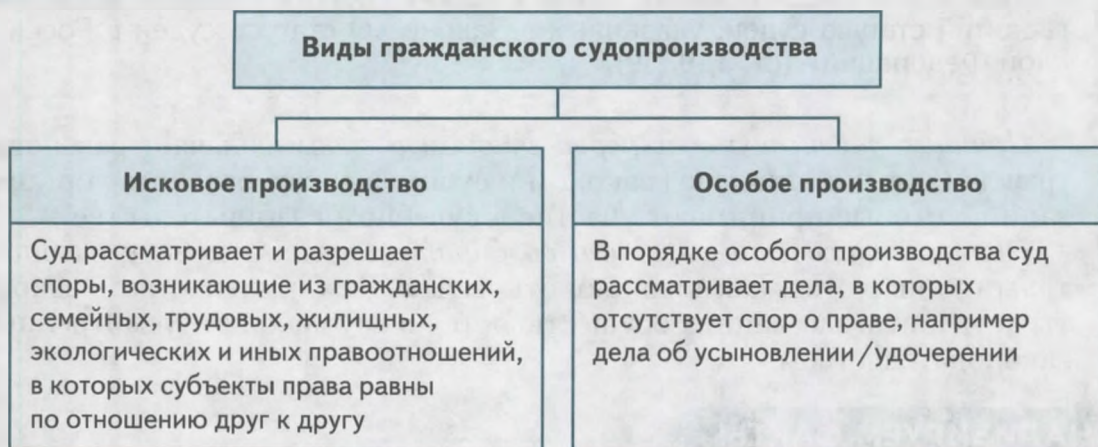 Виды гражданского судопроизводства
Исковое производство
Суд рассматривает и разрешает
споры, возникающие из гражданских,
семейных, трудовых, жилищных,
экологических и иных правоотношений,
в которых субъекты права равны
по отношению друг к другу
Особое производство
В порядке особого производства суд
рассматривает дела, в которых
отсутствует спор о праве, например
дела об усыновлении/удочерении